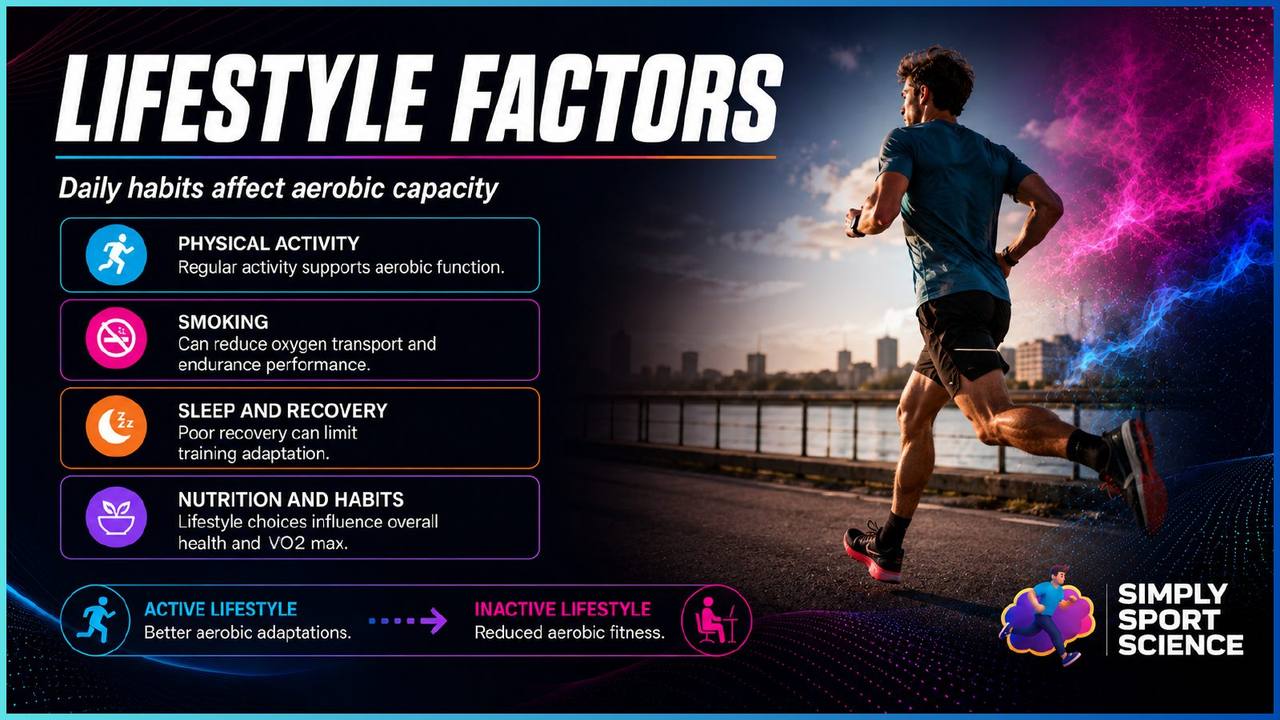 LIFESTYLE FACTORS
Daily habits affect aerobic capacity
PHYSICAL ACTIVITY
Regular activity supports aerobic function.
SMOKING
Can reduce oxygen transport and
endurance performance.
SLEEP AND RECOVERY
Poor recovery can limit
training adaptation.
NUTRITION AND HABITS
Lifestyle choices influence overall
health and VO2 max.
ACTIVE LIFESTYLE
Better aerobic adaptations.
INACTIVE LIFESTYLE
Reduced aerobic fitness.
SIMPLY
SPORT
SCIENCE